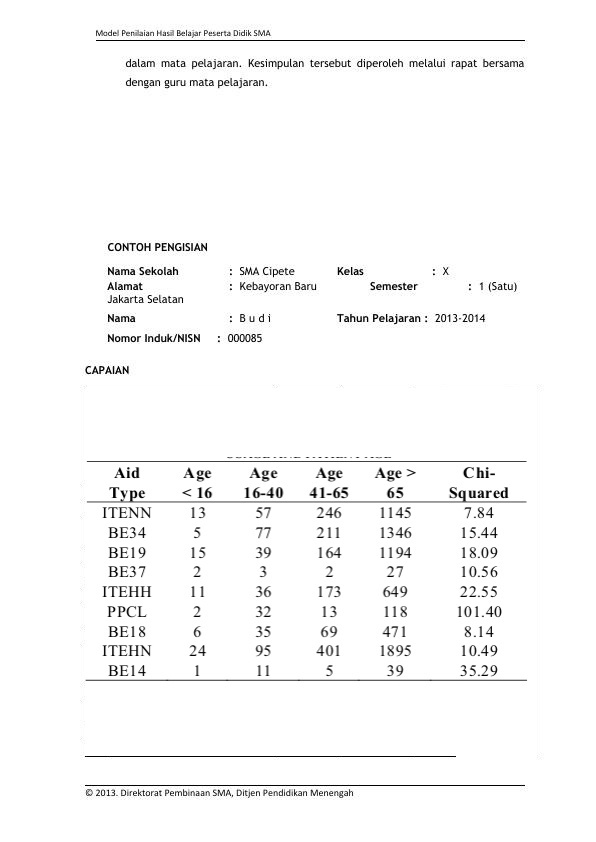 Model Penilaian Hasil Belajar Peserta Didik SMA
dalam mata pelajaran. Kesimpulan tersebut diperoleh melalui rapat bersama
dengan guru mata pelajaran.
CONTOH PENGISIAN
Nama Sekolah : SMA Cipete Kelas : X
Alamat : Kebayoran Baru Semester : 1 (Satu)
Jakarta Selatan
Nama : B u d i Tahun Pelajaran : 2013-2014
Nomor Induk/NISN : 000085
CAPAIAN
Aid Age Age Age Age > Chi-
Type < 16 16-40 41-65 65 Squared
ITENN 13 57 246 1145 7.84
BE34 5 77 211 1346 15.44
BE19 15 39 164 1194 18.09
BE37 2 3 2 27 10.56
ITEHH 11 36 173 649 22.55
PPCL 2 32 13 118 101.40
BE18 6 35 69 471 8.14
ITEHN 24 95 401 1895 10.49
BE14 1 11 5 39 35.29
© 2013. Direktorat Pembinaan SMA, Ditjen Pendidikan Menengah